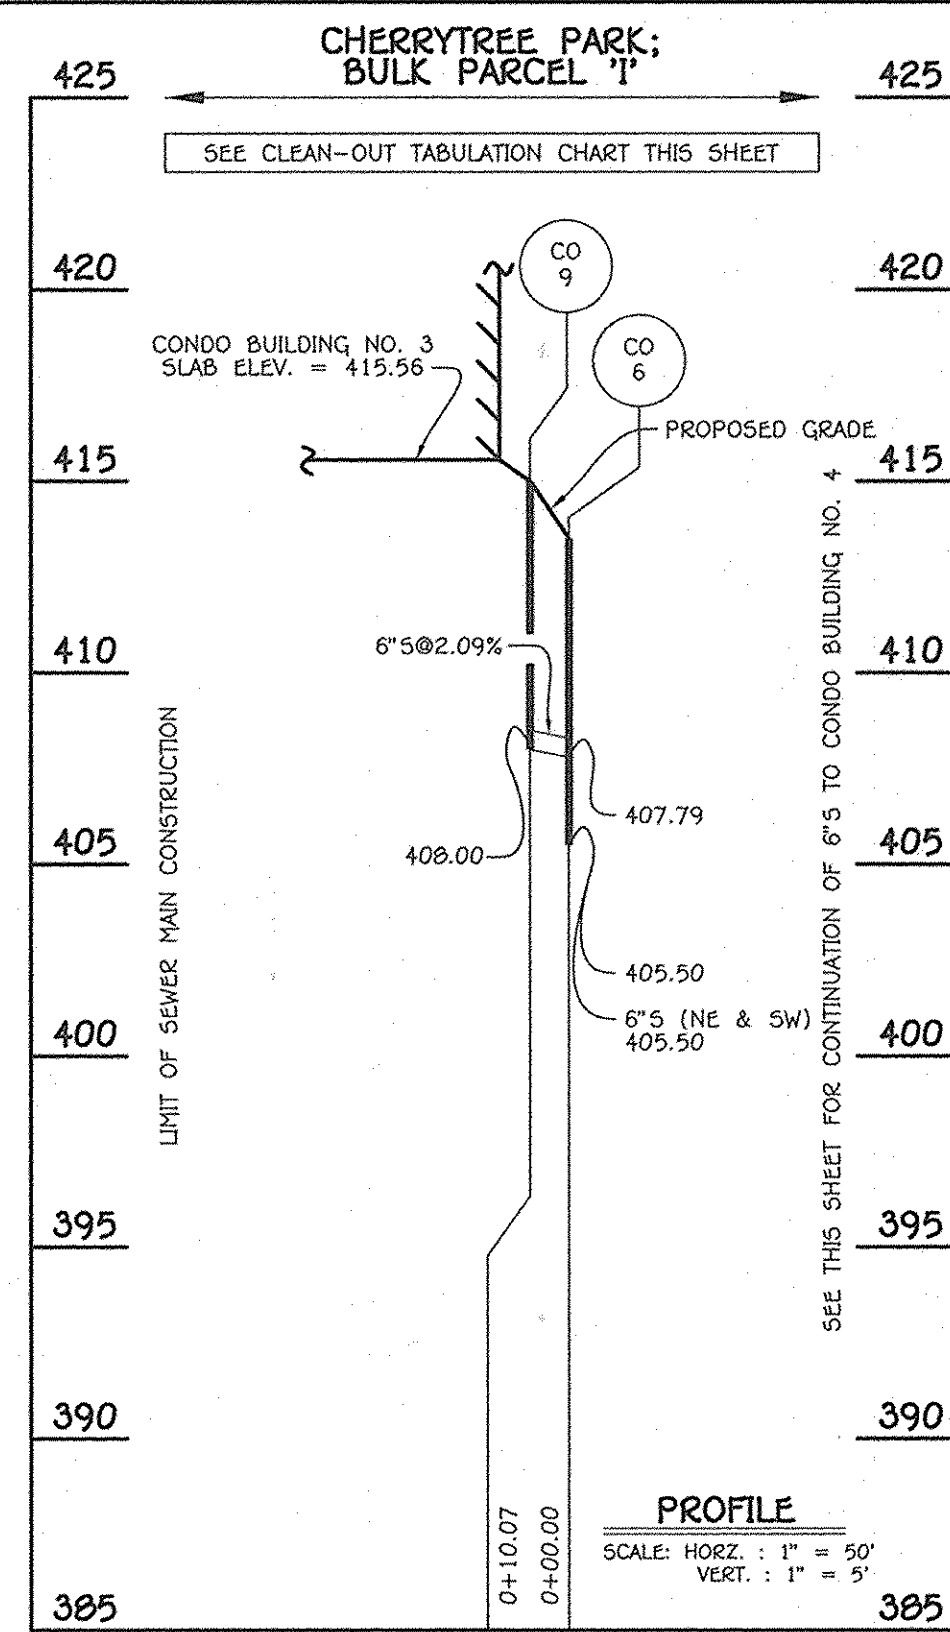 CHERRYTREE PARK;
BULK PARCEL 'I'
425
425
SEE CLEAN-OUT TABULATION CHART THIS SHEET
420
420
CO
9
CO
6
CONDO BUILDING NO. 3
SLAB ELEV. = 415.56
PROPOSED GRADE
415
415
6"S@2.09%
410
410
LIMIT OF SEWER MAIN CONSTRUCTION
SEE THIS SHEET FOR CONTINUATION OF 6"S TO CONDO BUILDING NO. 4
407.79
408.00
405
405
405.50
6"S (NE & SW)
405.50
400
400
395
395
390
390
0+10.07
0+00.00
PROFILE
SCALE: HORZ. : 1" = 50'
VERT. : 1" = 5'
385
385